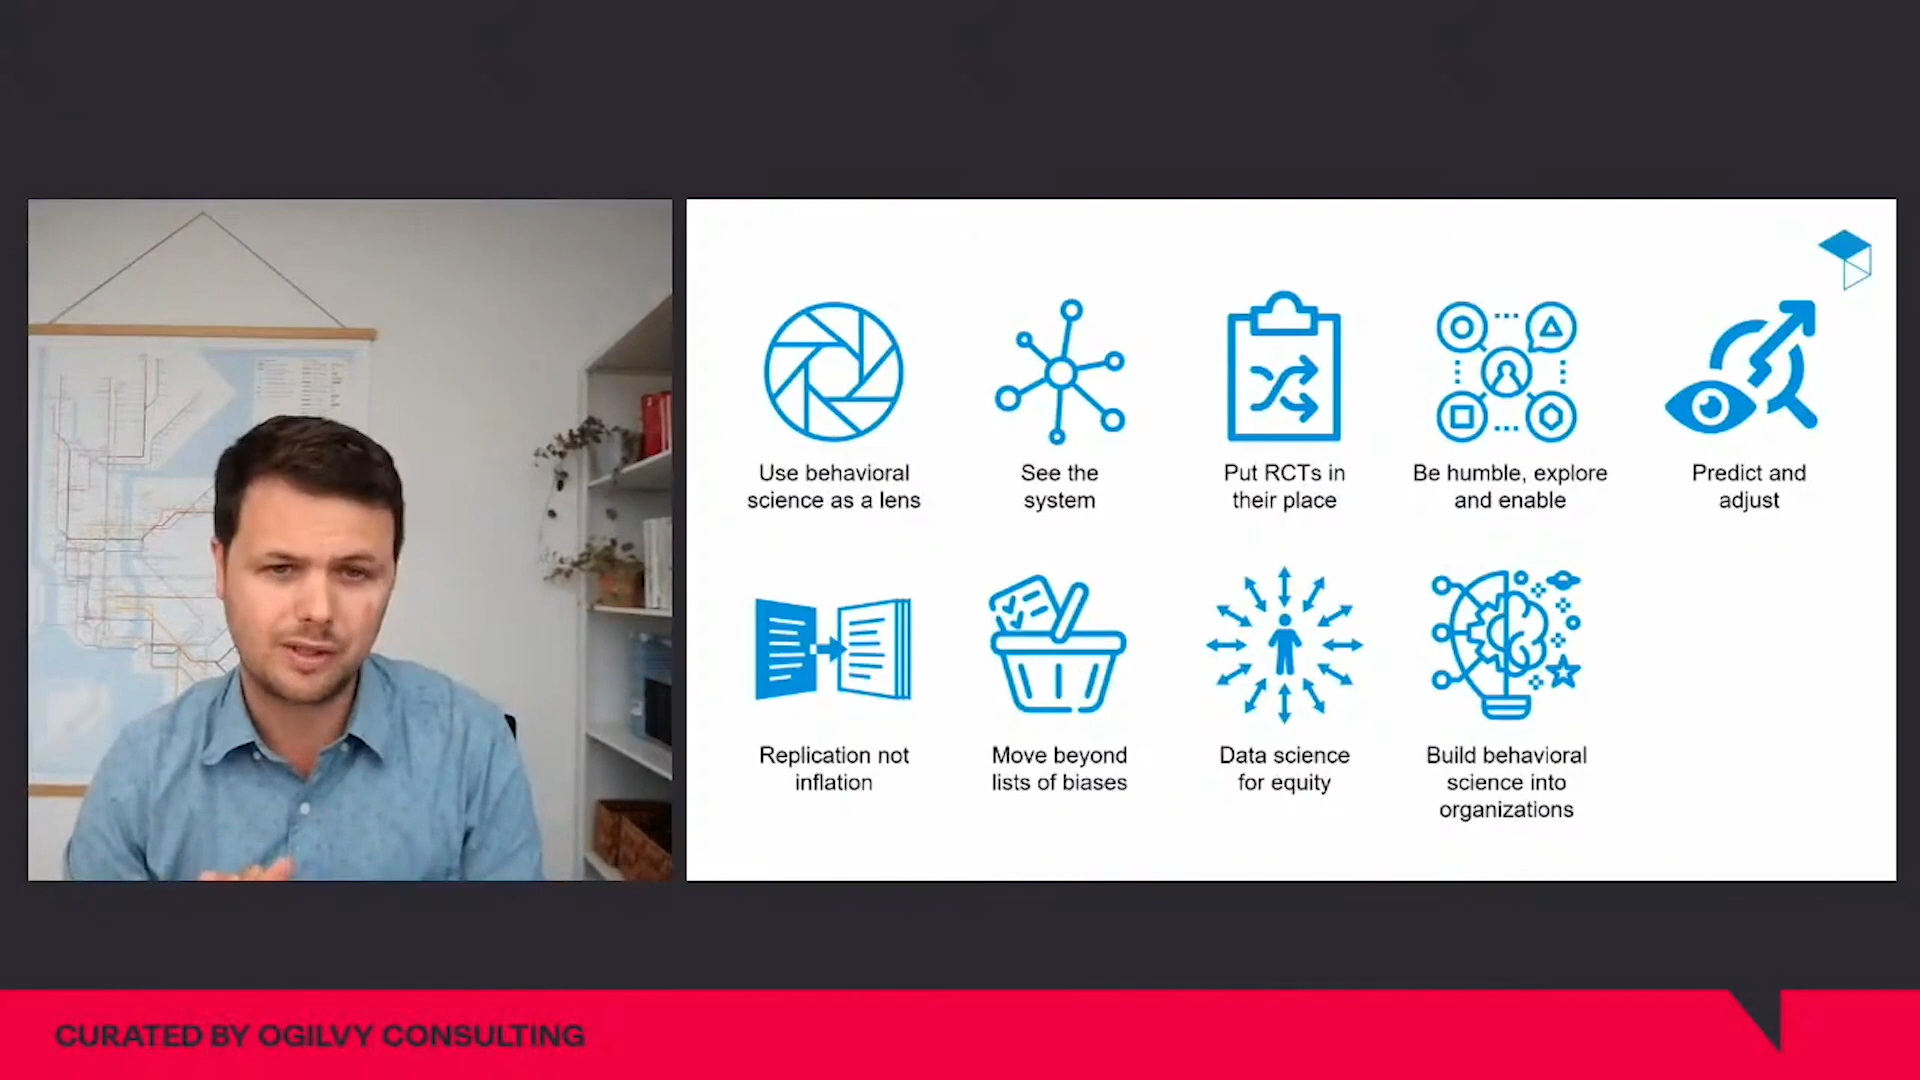 Use behavioral
science as a lens
See the
system
Put RCTs in
their place
Be humble, explore
and enable
Predict and
adjust
Replication not
inflation
Move beyond
lists of biases
Data science
for equity
Build behavioral
science into
organizations
CURATED BY OGILVY CONSULTING